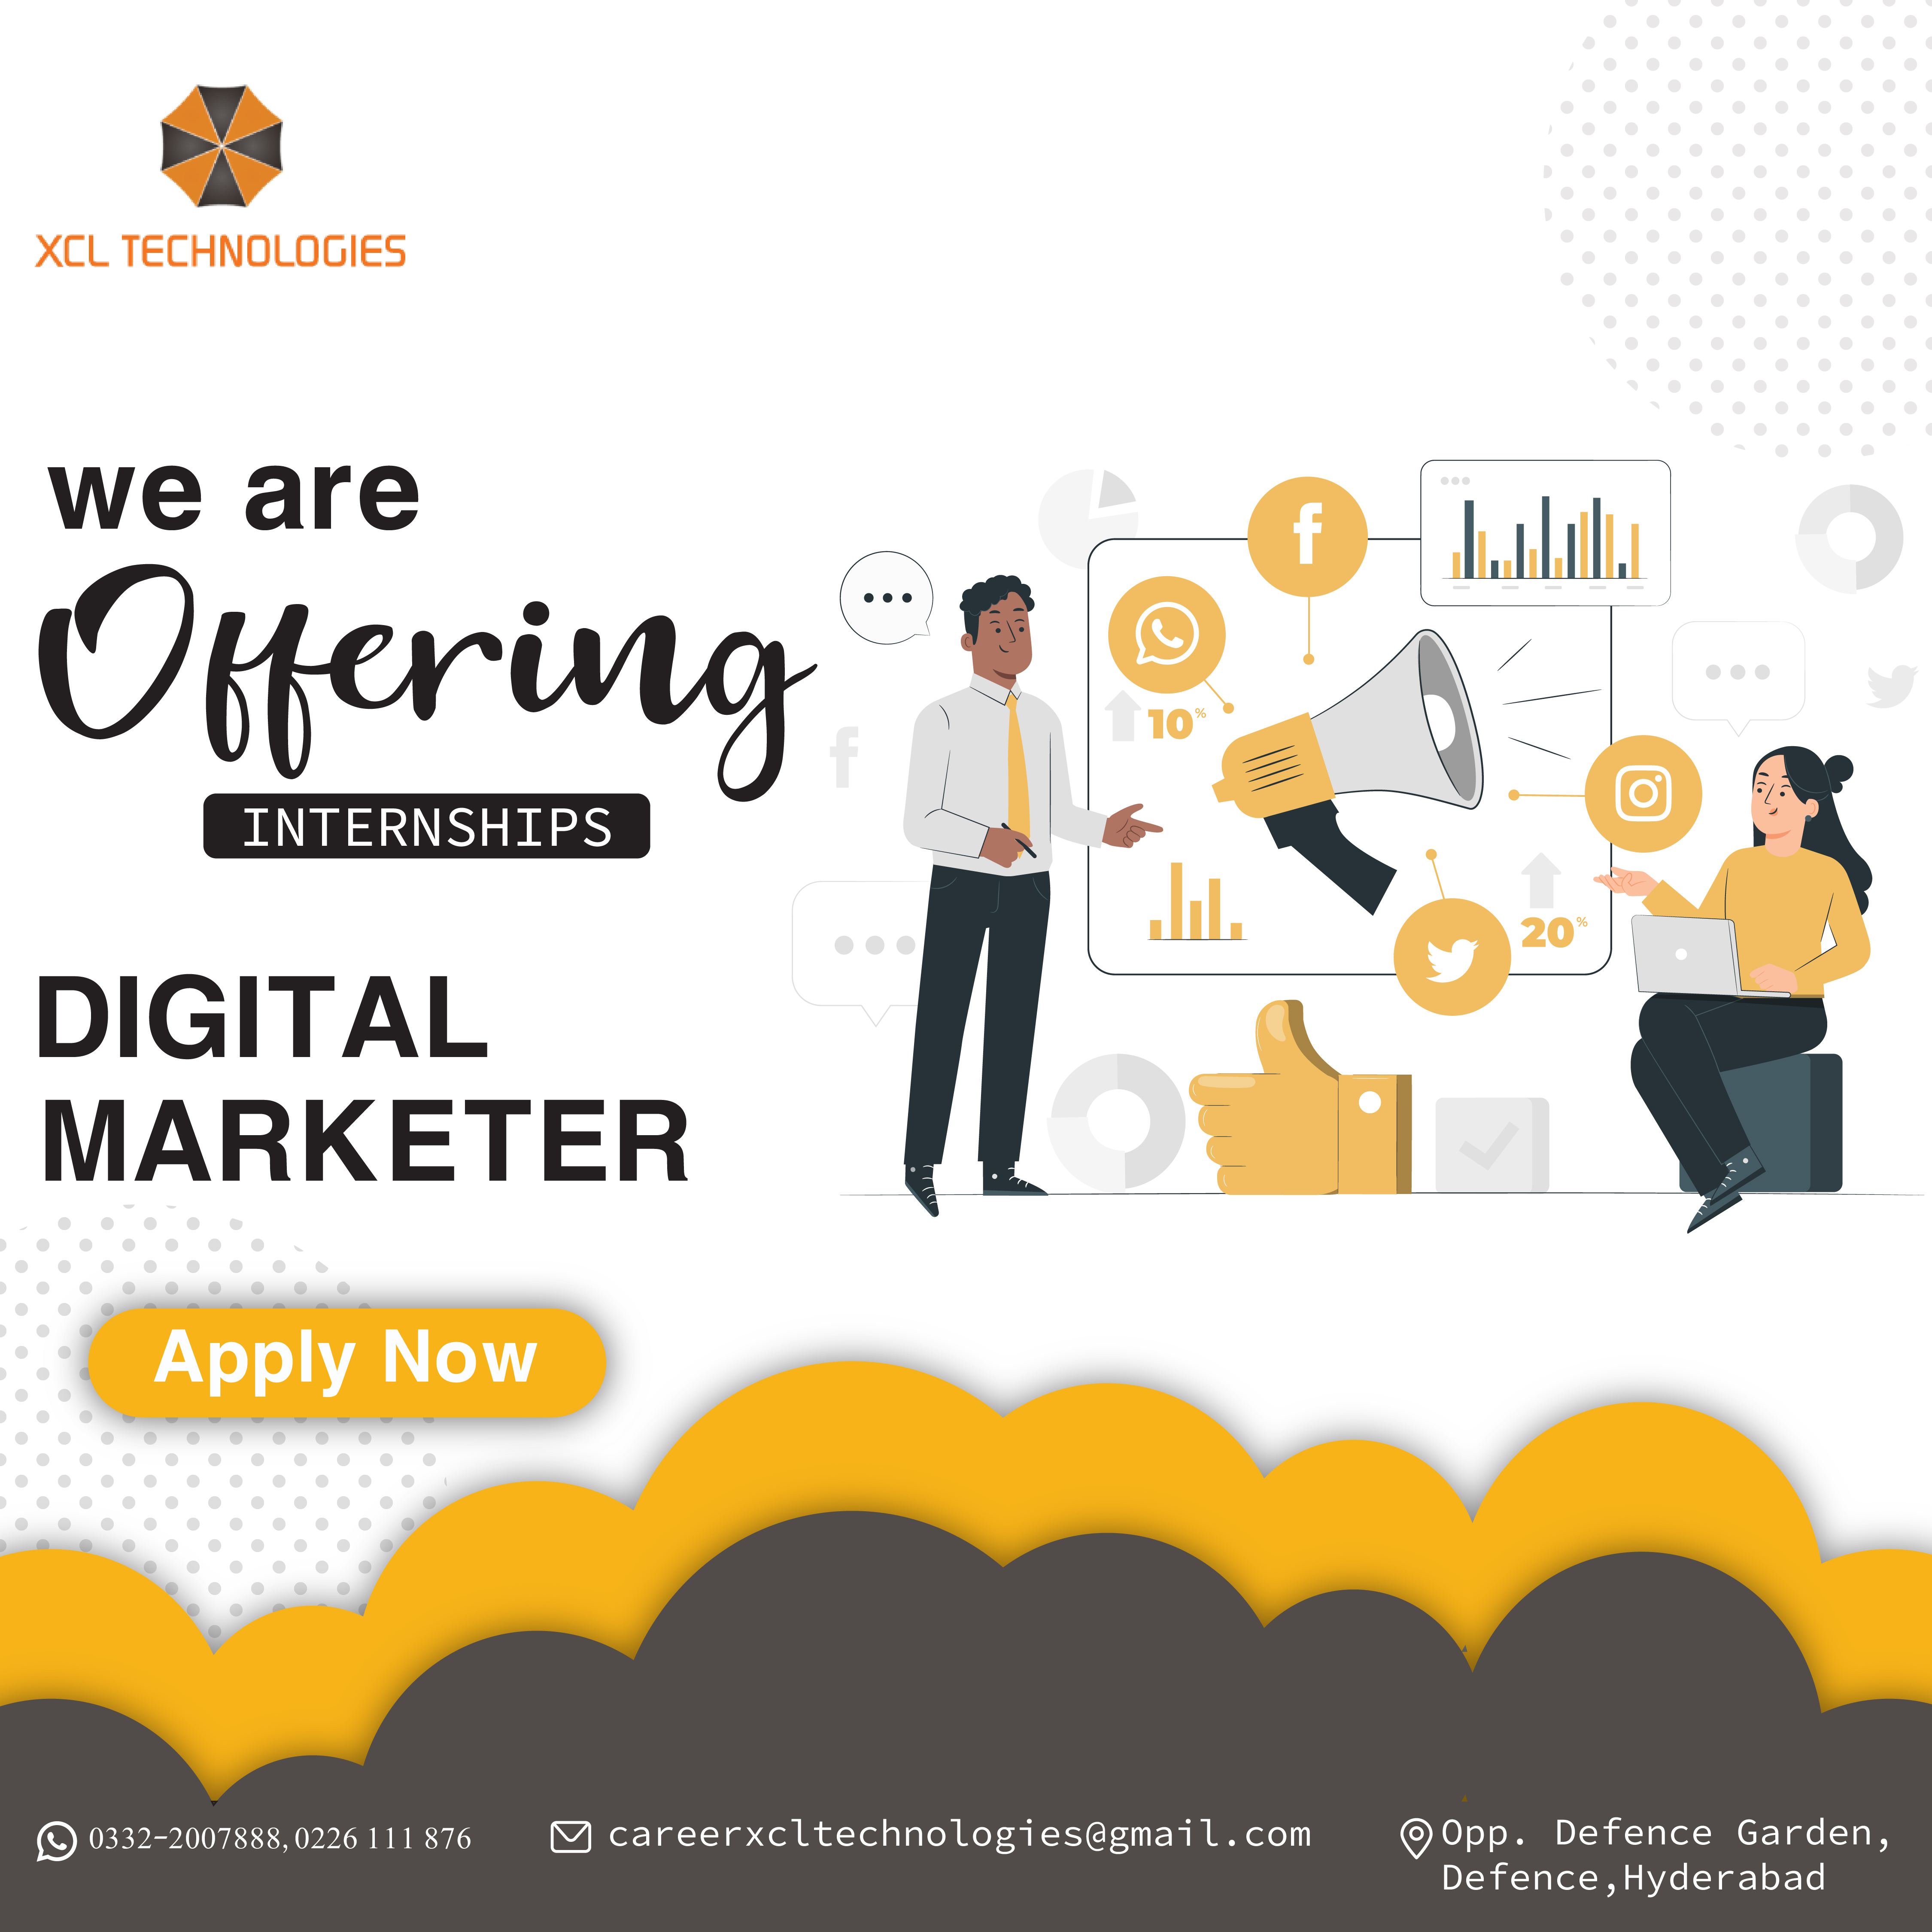 XCL TECHNOLOGIES
we are
Offering
INTERNSHIPS
10%
20%
DIGITAL
MARKETER
Apply Now
0332-2007888, 0226 111 876
careerxcltechnologies@gmail.com
Opp. Defence Garden,
Defence,Hyderabad